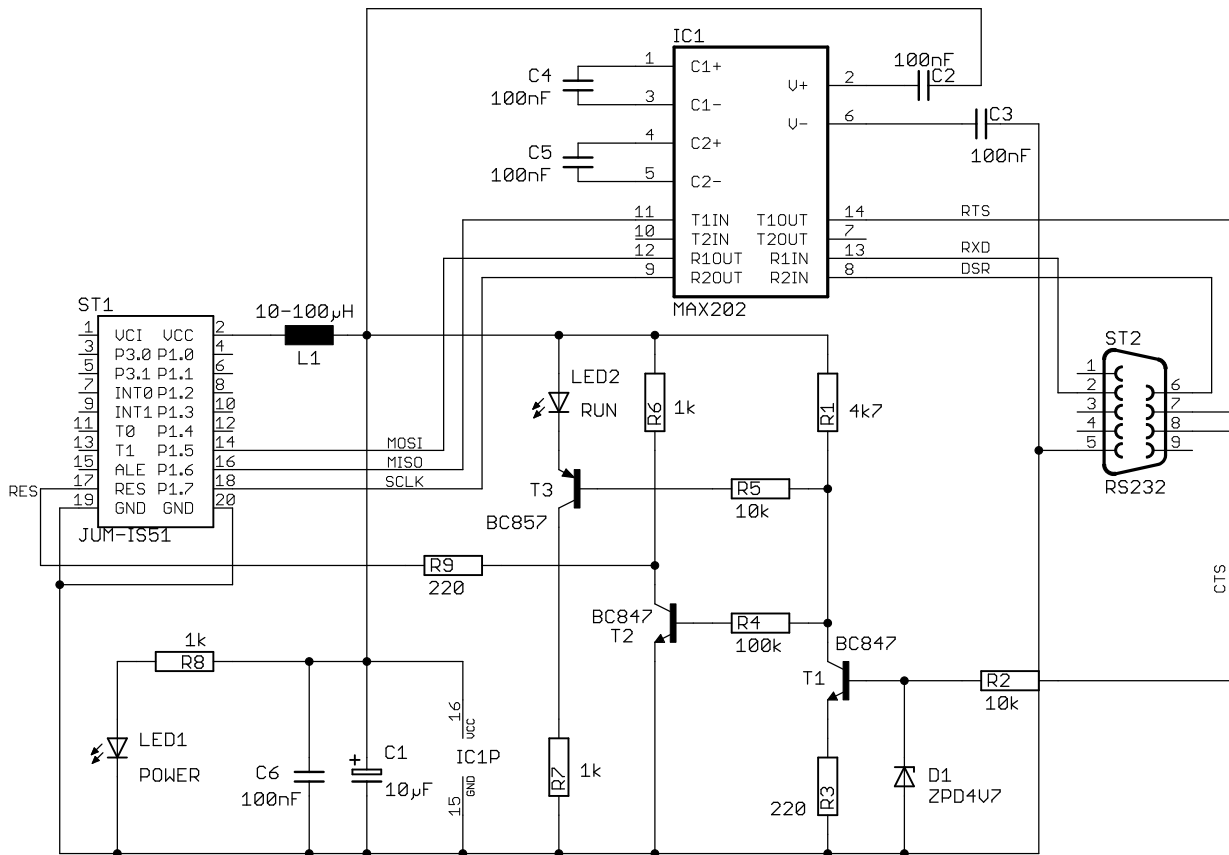 IC1
100nF
C2
C4
100nF
1 C1+
3 C1-
V+ 2
V- 6
C3
100nF
C5
100nF
4 C2+
5 C2-
11 T1IN T1OUT 14 RTS
10 T2IN T2OUT 7
12 R1OUT R1IN 13 RXD
9 R2OUT R2IN 8 DSR
MAX202
ST1
10-100µH
L1
1 VCI VCC 2
3 P3.0 P1.0 4
5 P3.1 P1.1 6
7 INT0 P1.2 8
9 INT1 P1.3 10
11 T0 P1.4 12
13 T1 P1.5 14 MOSI
15 ALE P1.6 16 MISO
RES 17 RES P1.7 18 SCLK
19 GND GND 20
JUM-IS51
LED2
RUN
R6
1k
R1
4k7
ST2
1
2
3
4
5
6
7
8
9
RS232
T3
BC857
R5
10k
R9
220
BC847
T2
R4
100k
BC847
T1
R2
10k
CTS
1k
R8
LED1
POWER
C6
100nF
+
C1
10µF
16
VCC
IC1P
GND
15
R7
1k
220
R3
D1
ZPD4V7